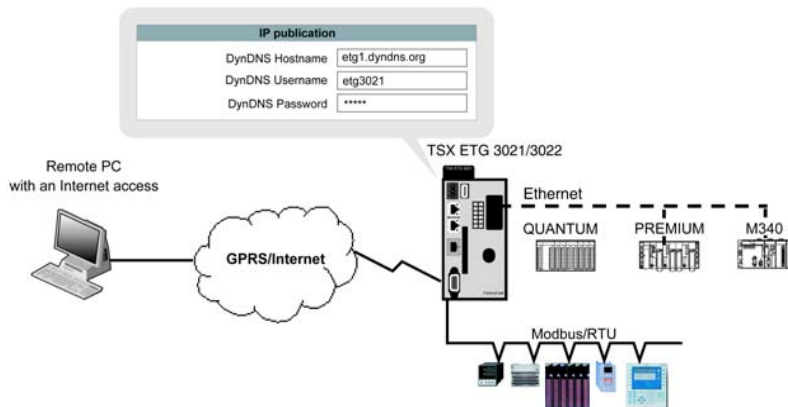 IP publication
DynDNS Hostname etg1.dyndns.org
DynDNS Username etg3021
DynDNS Password *****
TSX ETG 3021/3022
Remote PC
with an Internet access
Ethernet
QUANTUM PREMIUM M340
GPRS/Internet
Modbus/RTU